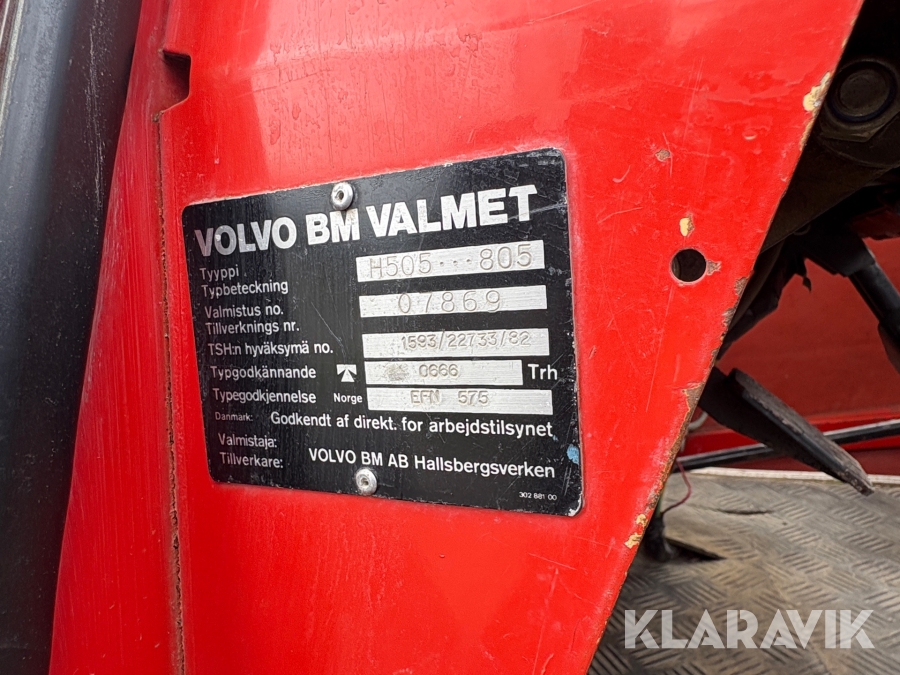 VOLVO BM VALMET
Tyyppi
Typbeteckning H505···805
Valmistus no.
Tillverknings nr. 07869
TSH:n hyväksymä no. 1593/22733/82
Typgodkännande 0666 Trh
Typegodkjennelse Norge EFN 575
Danmark: Godkendt af direkt. for arbejdstilsynet
Valmistaja:
Tillverkare: VOLVO BM AB Hallsbergsverken
302 881 00
KLARAVIK